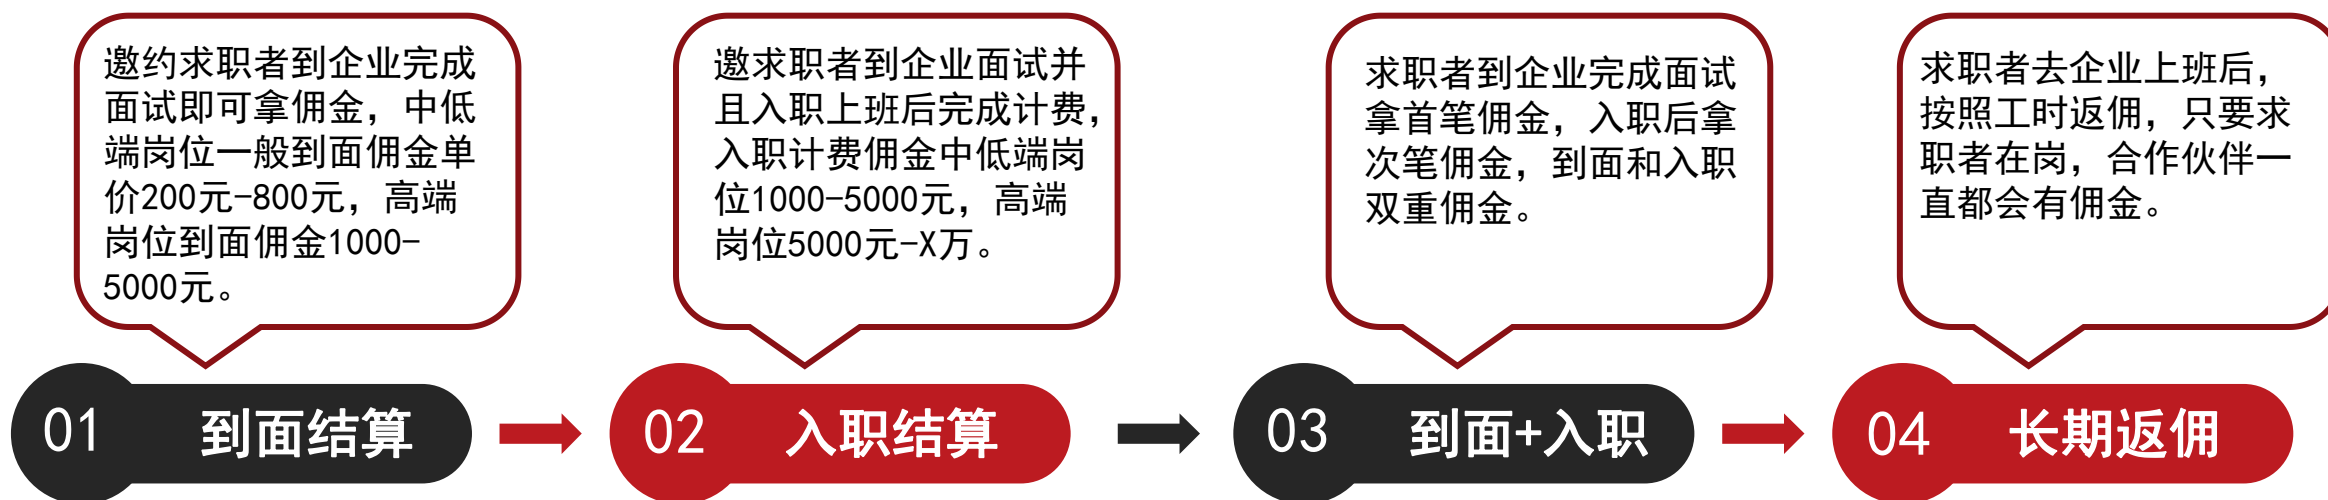 邀约求职者到企业完成
面试即可拿佣金，中低
端岗位一般到面佣金单
价200元-800元，高端
岗位到面佣金1000-
5000元。
邀求职者到企业面试并
且入职上班后完成计费，
入职计费佣金中低端岗
位1000-5000元，高端
岗位5000元-X万。
求职者到企业完成面试
拿首笔佣金，入职后拿
次笔佣金，到面和入职
双重佣金。
求职者去企业上班后，
按照工时返佣，只要求
职者在岗，合作伙伴一
直都会有佣金。
01 到面结算
02 入职结算
03 到面+入职
04 长期返佣